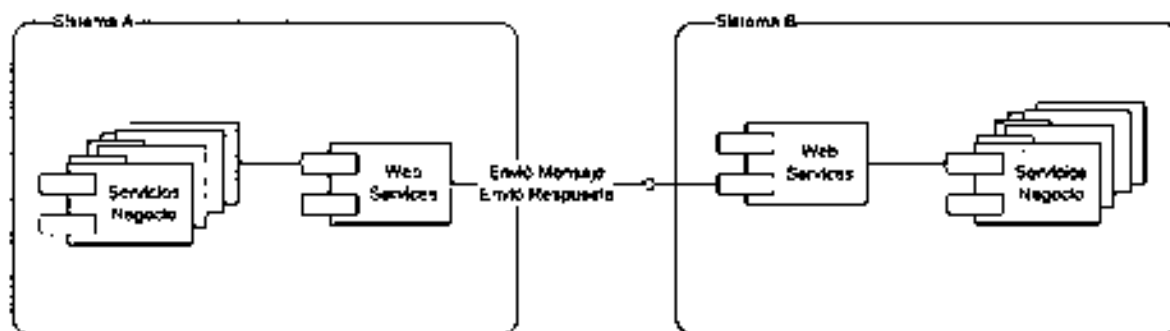 Sistema A
Sistema B
Servicios
Negocio
Web
Services
Envió Mensaje
Envió Respuesta
Web
Services
Servicios
Negocio